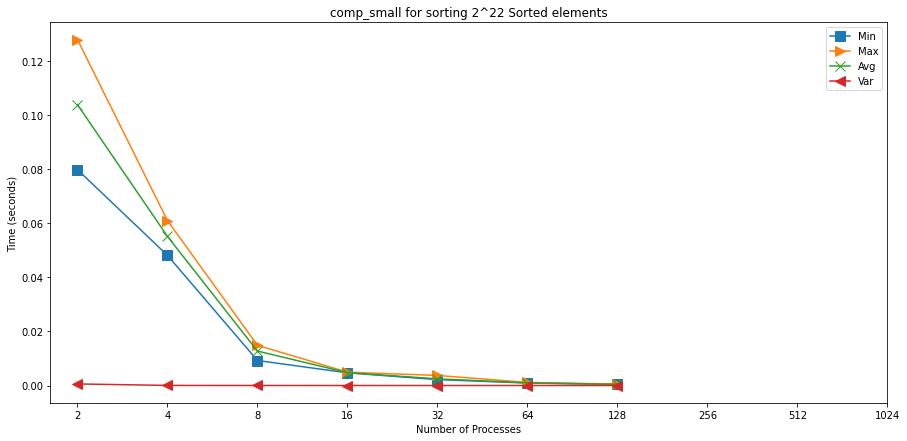 comp_small for sorting 2^22 Sorted elements
Min
Max
Avg
Var
Time (seconds)
0.12
0.10
0.08
0.06
0.04
0.02
0.00
2 4 8 16 32 64 128 256 512 1024
Number of Processes